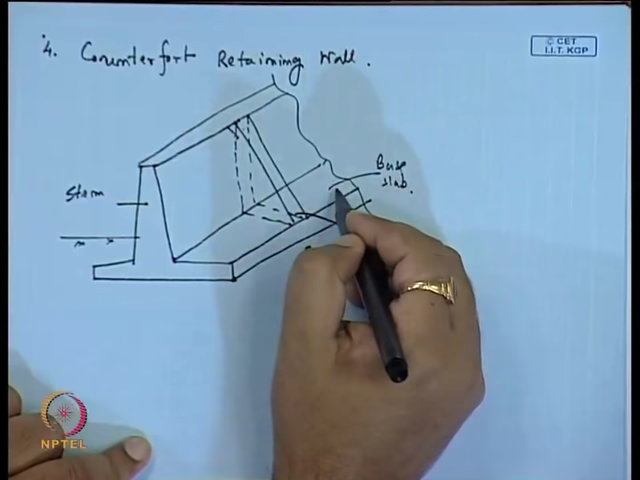 4. Counterfort Retaining Wall.
© CET
I.I.T. KGP
Base
slab.
Stem
NPTEL